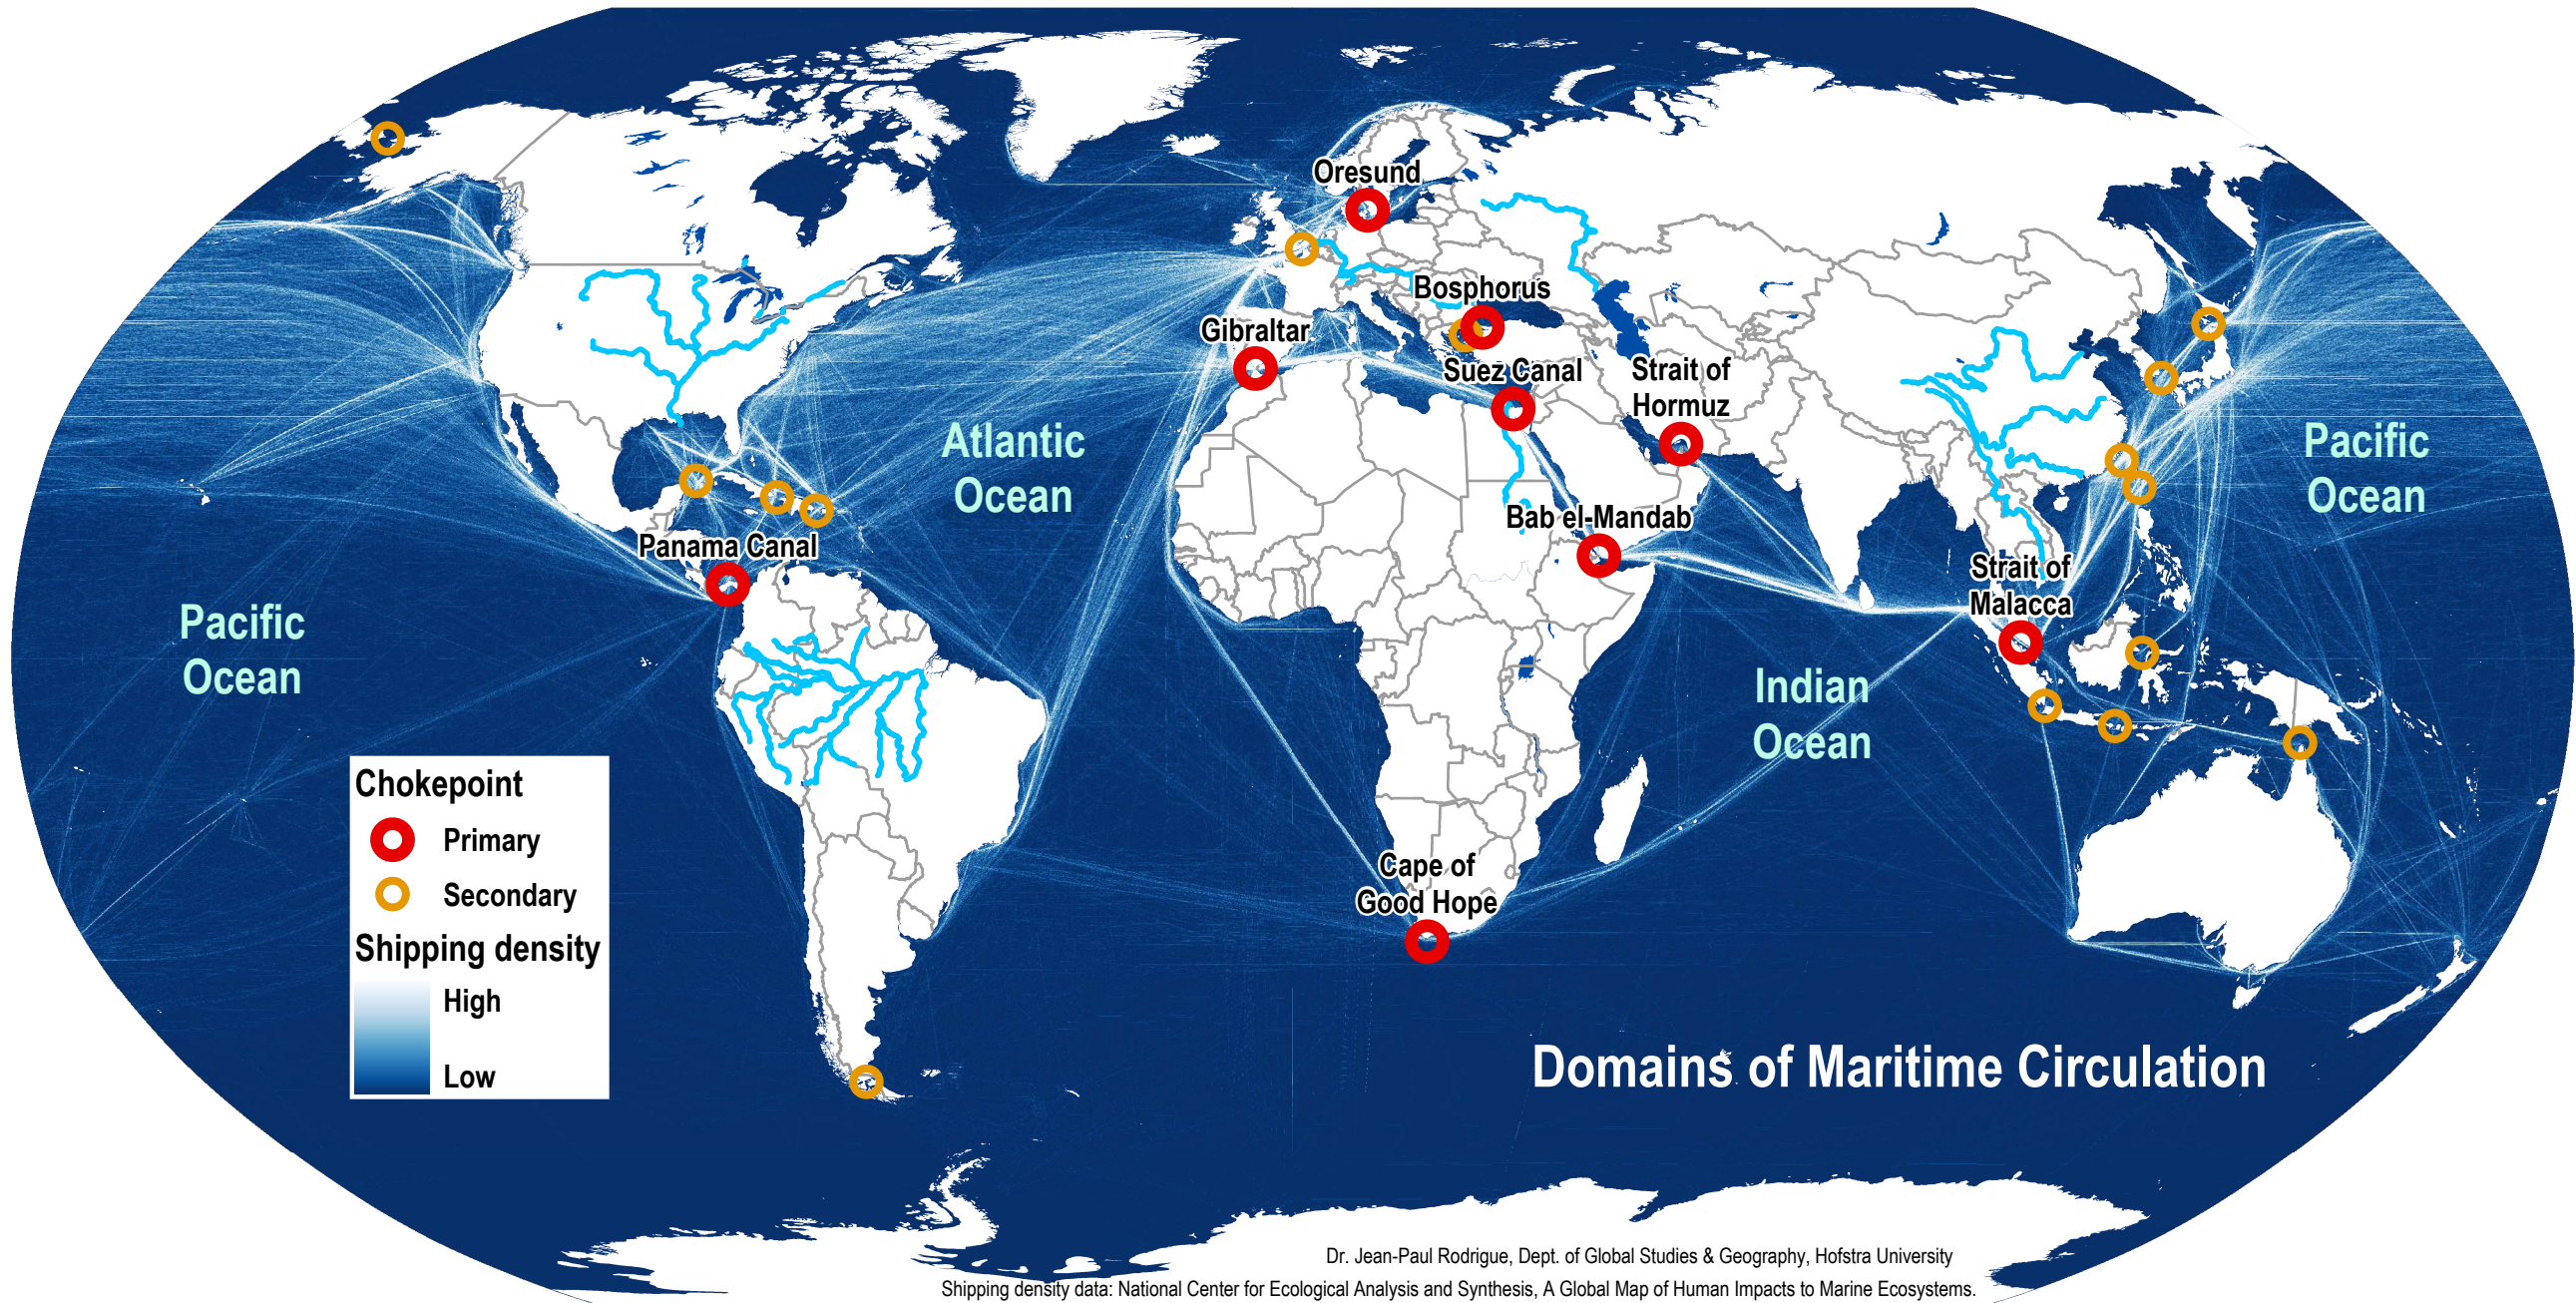 Oresund
Bosphorus
Gibraltar
Suez Canal
Strait of
Hormuz
Atlantic
Ocean
Pacific
Ocean
Bab el-Mandab
Panama Canal
Strait of
Malacca
Pacific
Ocean
Indian
Ocean
Chokepoint
Primary
Secondary
Shipping density
High
Low
Cape of
Good Hope
Domains of Maritime Circulation
Dr. Jean-Paul Rodrigue, Dept. of Global Studies & Geography, Hofstra University
Shipping density data: National Center for Ecological Analysis and Synthesis, A Global Map of Human Impacts to Marine Ecosystems.